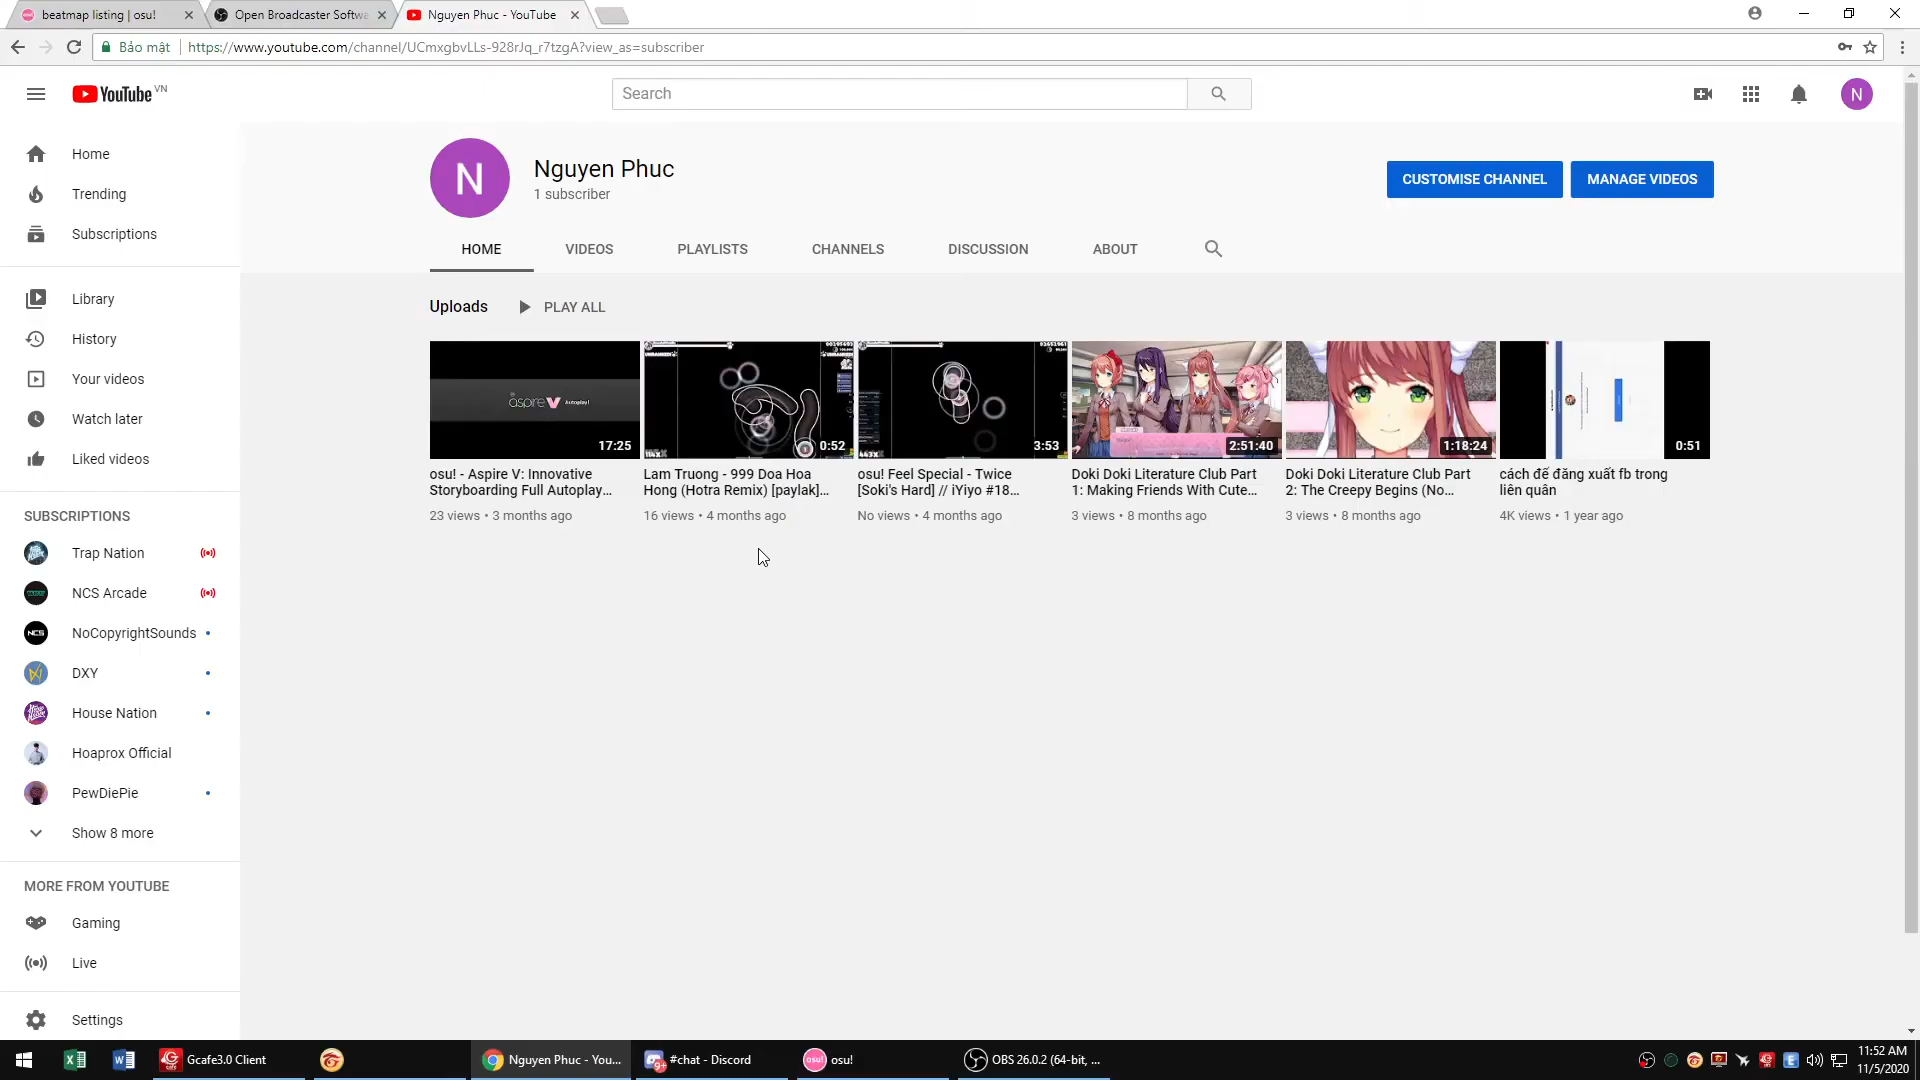 beatmap listing | osu!
Open Broadcaster Softwa
Nguyen Phuc - YouTube
Bảo mật
https://www.youtube.com/channel/UCmxgbvLLs-928rJq_r7tzgA?view_as=subscriber
YouTube VN
Search
N
Home
Trending
Subscriptions
Library
History
Your videos
Watch later
Liked videos
SUBSCRIPTIONS
Trap Nation
NCS Arcade
NoCopyrightSounds
DXY
House Nation
Hoaprox Official
PewDiePie
Show 8 more
MORE FROM YOUTUBE
Gaming
Live
Settings
N
Nguyen Phuc
1 subscriber
CUSTOMISE CHANNEL
MANAGE VIDEOS
HOME
VIDEOS
PLAYLISTS
CHANNELS
DISCUSSION
ABOUT
Uploads
PLAY ALL
aspire V Autoplay!
17:25
osu! - Aspire V: Innovative
Storyboarding Full Autoplay...
23 views • 3 months ago
0:52
Lam Truong - 999 Doa Hoa
Hong (Hotra Remix) [paylak]...
16 views • 4 months ago
3:53
osu! Feel Special - Twice
[Soki's Hard] // iYiyo #18...
No views • 4 months ago
2:51:40
Doki Doki Literature Club Part
1: Making Friends With Cute...
3 views • 8 months ago
1:18:24
Doki Doki Literature Club Part
2: The Creepy Begins (No...
3 views • 8 months ago
0:51
cách để đăng xuất fb trong
liên quân
4K views • 1 year ago
Gcafe3.0 Client
Nguyen Phuc - You...
9+
#chat - Discord
osu!
osu!
OBS 26.0.2 (64-bit, ...
11:52 AM
11/5/2020